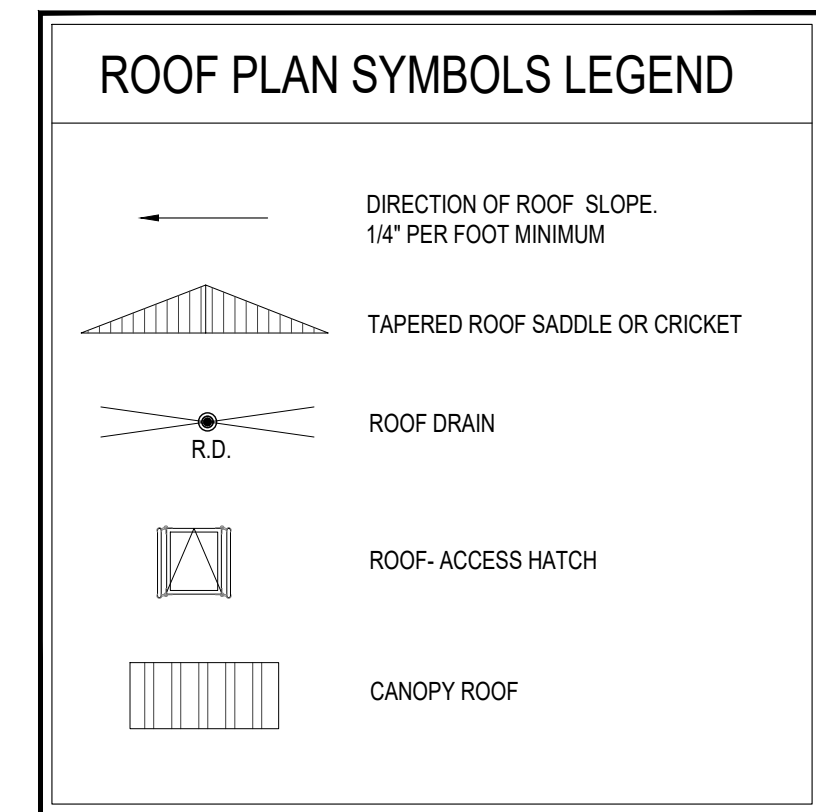 ROOF PLAN SYMBOLS LEGEND
DIRECTION OF ROOF SLOPE.
1/4" PER FOOT MINIMUM
TAPERED ROOF SADDLE OR CRICKET
R.D.
ROOF DRAIN
ROOF- ACCESS HATCH
CANOPY ROOF